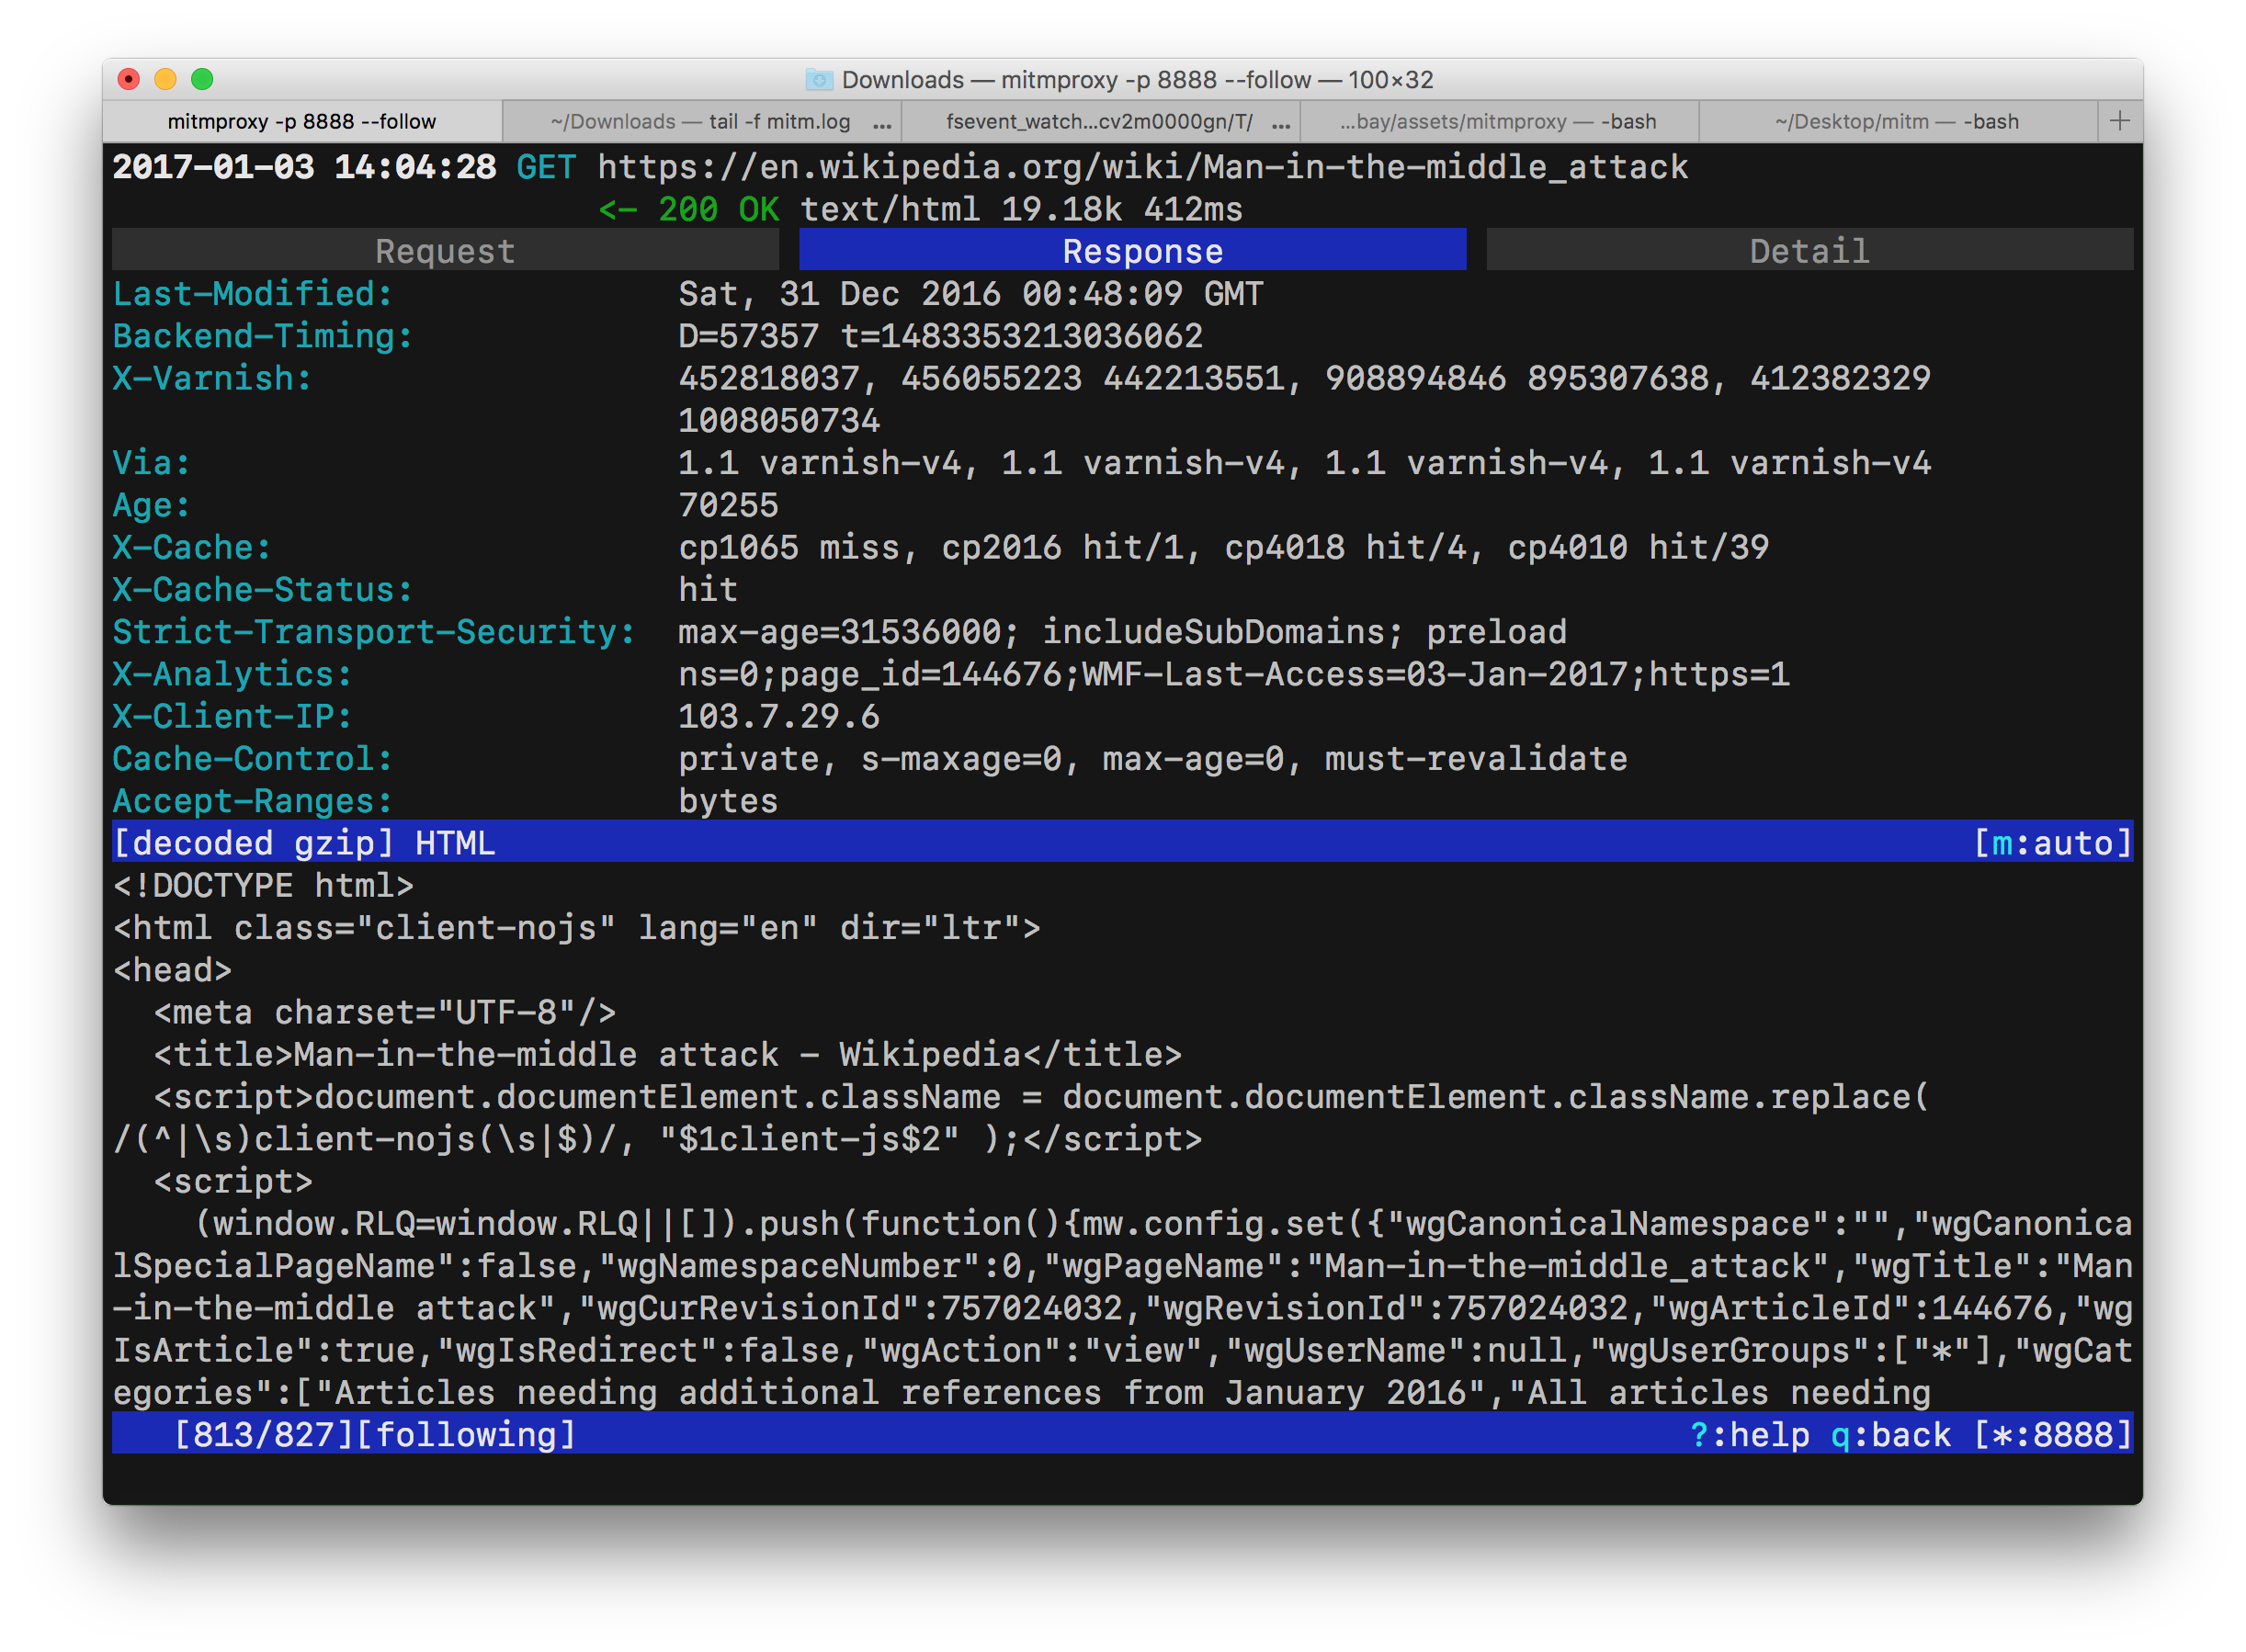 Downloads — mitmproxy -p 8888 --follow — 100×32
mitmproxy -p 8888 --follow
~/Downloads — tail -f mitm.log ...
fsevent_watch...cv2m0000gn/T/ ...
...bay/assets/mitmproxy — -bash
~/Desktop/mitm — -bash
+
2017-01-03 14:04:28 GET https://en.wikipedia.org/wiki/Man-in-the-middle_attack
<- 200 OK text/html 19.18k 412ms
Request Response Detail
Last-Modified: Sat, 31 Dec 2016 00:48:09 GMT
Backend-Timing: D=57357 t=1483353213036062
X-Varnish: 452818037, 456055223 442213551, 908894846 895307638, 412382329
1008050734
Via: 1.1 varnish-v4, 1.1 varnish-v4, 1.1 varnish-v4, 1.1 varnish-v4
Age: 70255
X-Cache: cp1065 miss, cp2016 hit/1, cp4018 hit/4, cp4010 hit/39
X-Cache-Status: hit
Strict-Transport-Security: max-age=31536000; includeSubDomains; preload
X-Analytics: ns=0;page_id=144676;WMF-Last-Access=03-Jan-2017;https=1
X-Client-IP: 103.7.29.6
Cache-Control: private, s-maxage=0, max-age=0, must-revalidate
Accept-Ranges: bytes
[decoded gzip] HTML [m:auto]
<!DOCTYPE html>
<html class="client-nojs" lang="en" dir="ltr">
<head>
<meta charset="UTF-8"/>
<title>Man-in-the-middle attack - Wikipedia</title>
<script>document.documentElement.className = document.documentElement.className.replace(
/(^|\s)client-nojs(\s|$)/, "$1client-js$2" );</script>
<script>
(window.RLQ=window.RLQ||[]).push(function(){mw.config.set({"wgCanonicalNamespace":"","wgCanonica
lSpecialPageName":false,"wgNamespaceNumber":0,"wgPageName":"Man-in-the-middle_attack","wgTitle":"Man
-in-the-middle attack","wgCurRevisionId":757024032,"wgRevisionId":757024032,"wgArticleId":144676,"wg
IsArticle":true,"wgIsRedirect":false,"wgAction":"view","wgUserName":null,"wgUserGroups":["*"],"wgCat
egories":["Articles needing additional references from January 2016","All articles needing
[813/827][following] ?:help q:back [*:8888]